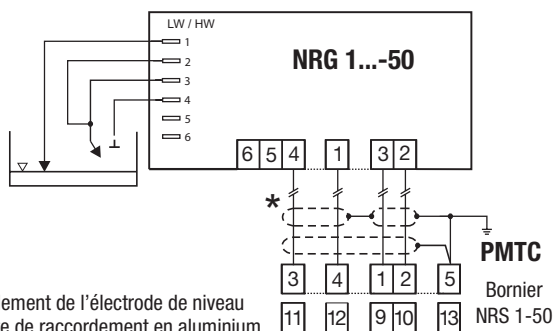 LW / HW
1
2
3
4
5
6
NRG 1...-50
6 5 4 1 3 2
*
PMTC
3 4 1 2 5
Bornier
NRS 1-50
11 12 9 10 13
ement de l’électrode de niveau
e de raccordement en aluminium